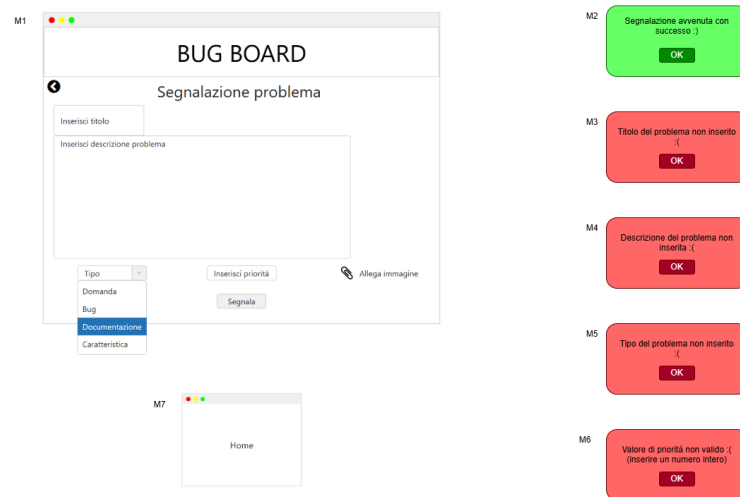 M1
BUG BOARD
Segnalazione problema
Inserisci titolo
Inserisci descrizione problema
Tipo
Inserisci priorità
Allega immagine
Domanda
Bug
Documentazione
Caratteristica
Segnala
M2
Segnalazione avvenuta con
successo :)
OK
M3
Titolo del problema non inserito
:(
OK
M4
Descrizione del problema non
inserita :(
OK
M5
Tipo del problema non inserito
:(
OK
M6
Valore di priorità non valido :(
(Inserire un numero intero)
OK
M7
Home